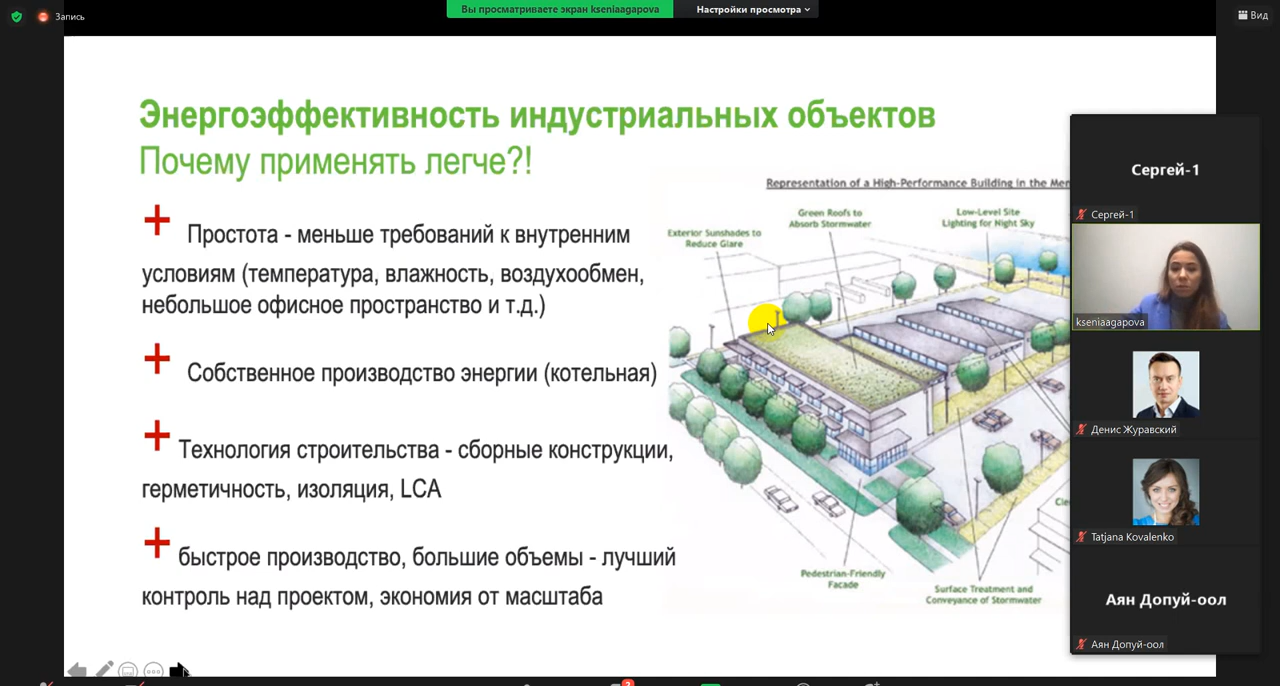 Запись
Вы просматриваете экран kseniaagapova
Настройки просмотра
Вид
Энергоэффективность индустриальных объектов
Почему применять легче?!
+ Простота - меньше требований к внутренним
условиям (температура, влажность, воздухообмен,
небольшое офисное пространство и т.д.)
+ Собственное производство энергии (котельная)
+ Технология строительства - сборные конструкции,
герметичность, изоляция, LCA
+ быстрое производство, большие объемы - лучший
контроль над проектом, экономия от масштаба
Representation of a High-Performance Building in the
Exterior Sunshades to
Reduce Glare
Green Roofs to
Absorb Stormwater
Low-Level Site
Lighting for Night Sky
Pedestrian-Friendly
Facade
Surface Treatment and
Conveyance of Stormwater
Сергей-1
Сергей-1
kseniaagapova
Денис Журавский
Tatjana Kovalenko
Аян Допуй-оол
Аян Допуй-оол